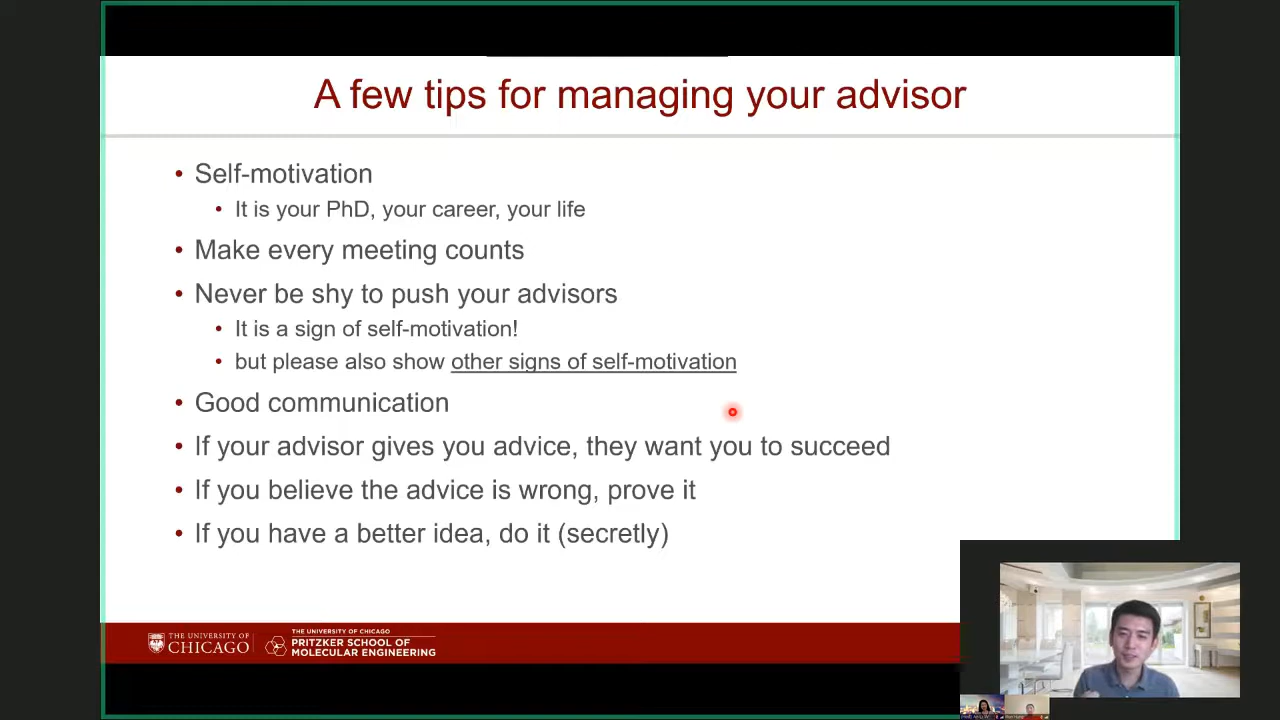 A few tips for managing your advisor
• Self-motivation
• It is your PhD, your career, your life
• Make every meeting counts
• Never be shy to push your advisors
• It is a sign of self-motivation!
• but please also show other signs of self-motivation
• Good communication
• If your advisor gives you advice, they want you to succeed
• If you believe the advice is wrong, prove it
• If you have a better idea, do it (secretly)
THE UNIVERSITY OF
CHICAGO
THE UNIVERSITY OF CHICAGO
PRITZKER SCHOOL OF
MOLECULAR ENGINEERING